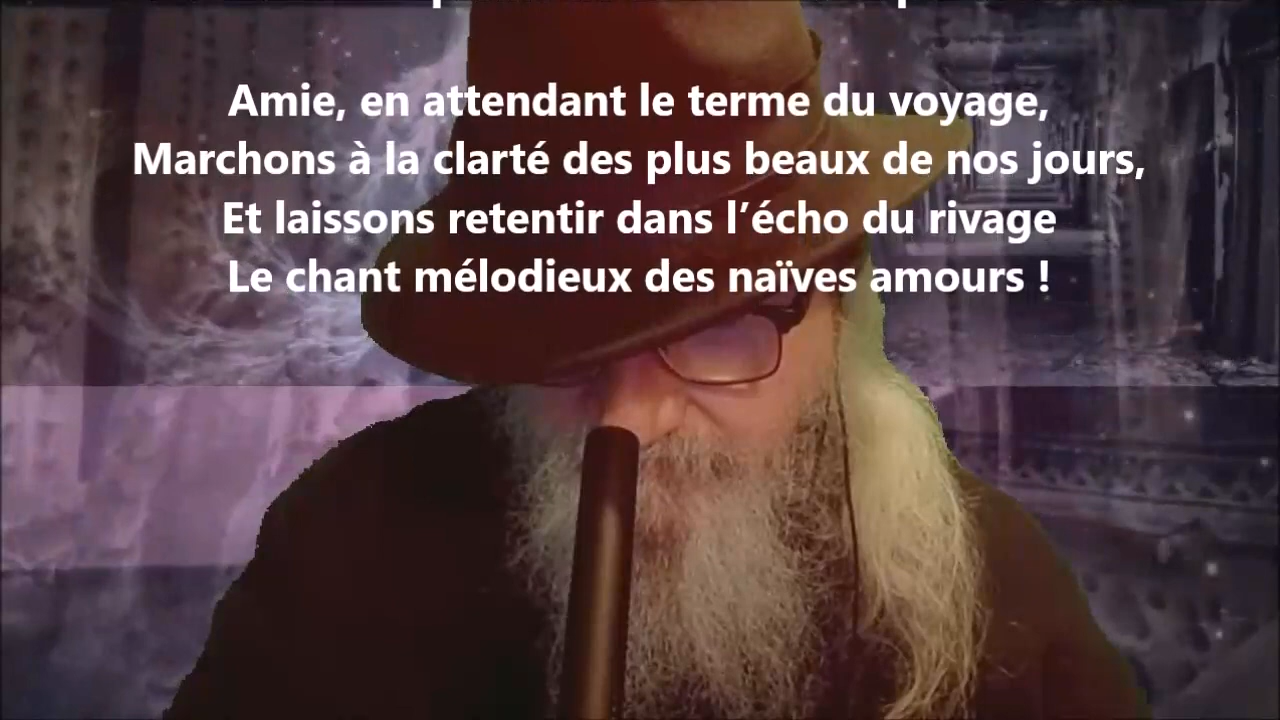 Amie, en attendant le terme du voyage,
Marchons à la clarté des plus beaux de nos jours,
Et laissons retentir dans l’écho du rivage
Le chant mélodieux des naïves amours !